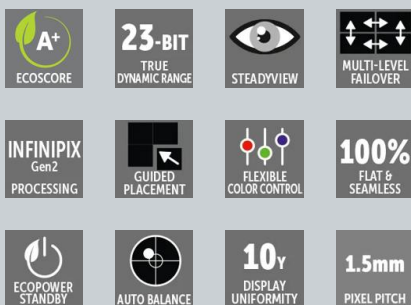 A+
ECOSCORE
23-BIT
TRUE
DYNAMIC RANGE
STEADYVIEW
MULTI-LEVEL
FAILOVER
INFINIPIX
Gen2
PROCESSING
GUIDED
PLACEMENT
FLEXIBLE
COLOR CONTROL
100%
FLAT &
SEAMLESS
ECOPOWER
STANDBY
AUTO BALANCE
10Y
DISPLAY
UNIFORMITY
1.5mm
PIXEL PITCH